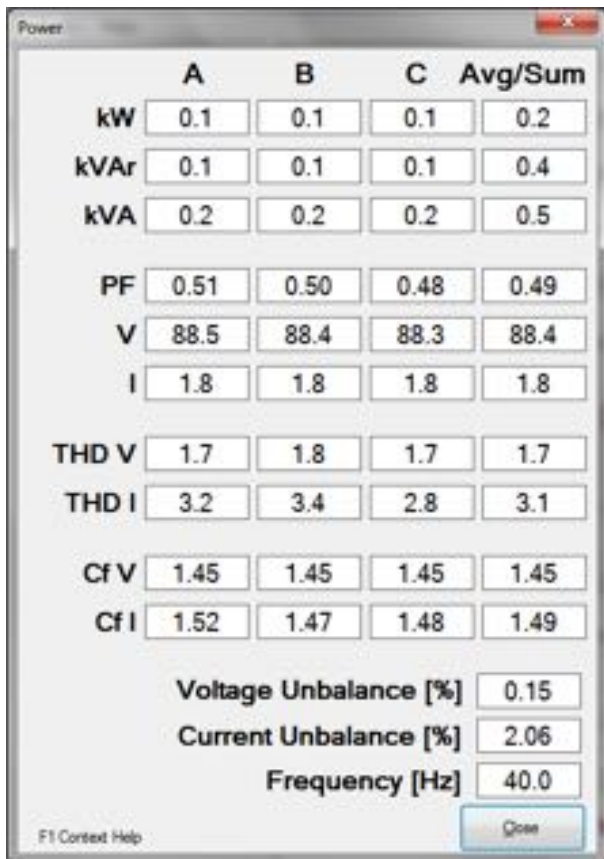 Power
A B C Avg/Sum
kW 0.1 0.1 0.1 0.2
kVAr 0.1 0.1 0.1 0.4
kVA 0.2 0.2 0.2 0.5
PF 0.51 0.50 0.48 0.49
V 88.5 88.4 88.3 88.4
I 1.8 1.8 1.8 1.8
THD V 1.7 1.8 1.7 1.7
THD I 3.2 3.4 2.8 3.1
Cf V 1.45 1.45 1.45 1.45
Cf I 1.52 1.47 1.48 1.49
Voltage Unbalance [%] 0.15
Current Unbalance [%] 2.06
Frequency [Hz] 40.0
F1 Context Help Close